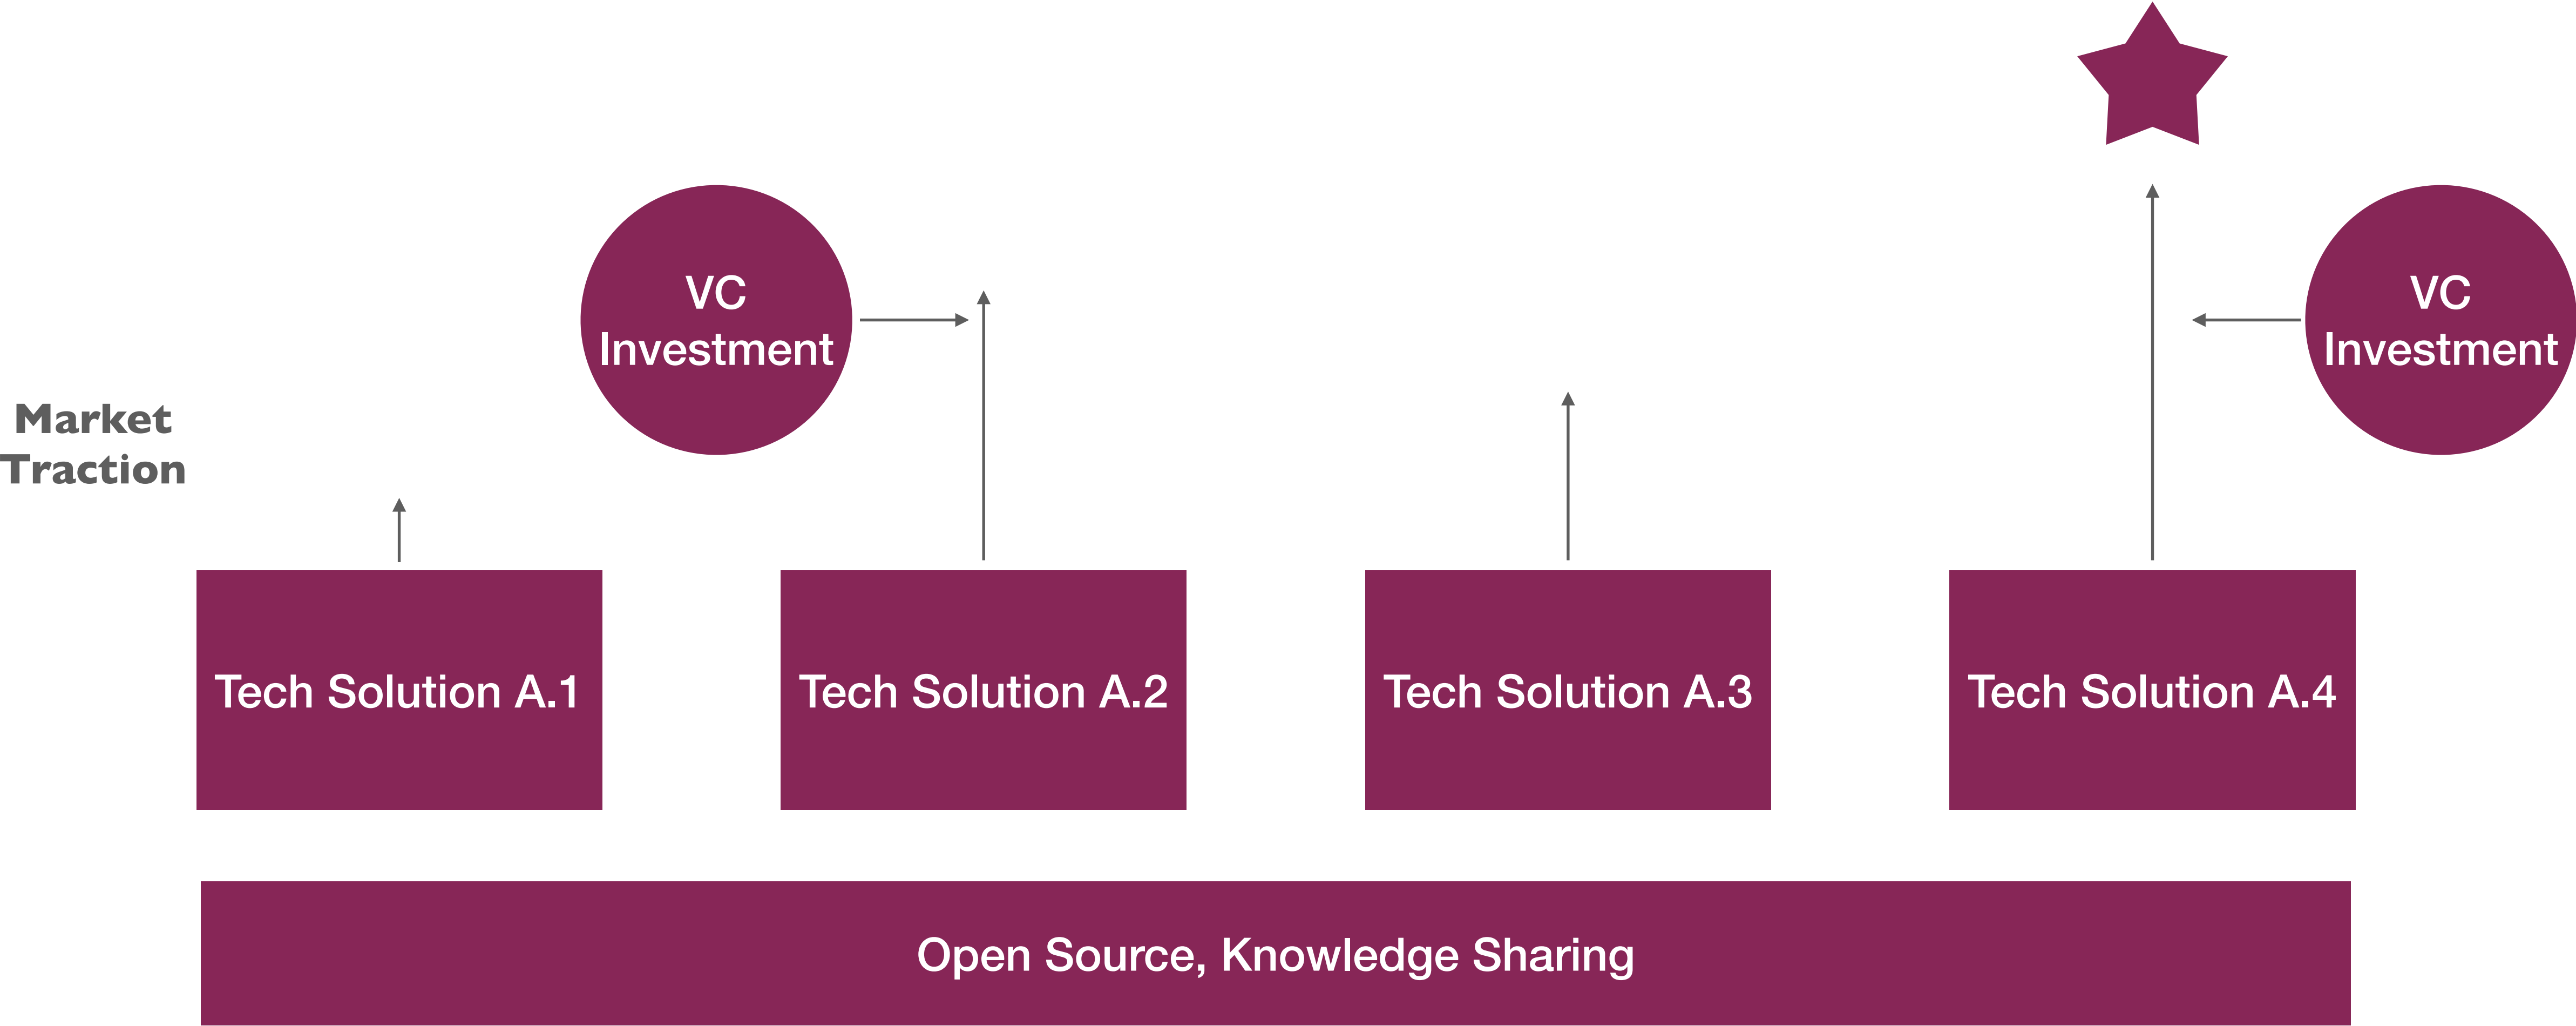 VC
Investment
VC
Investment
Market
Traction
Tech Solution A.1
Tech Solution A.2
Tech Solution A.3
Tech Solution A.4
Open Source, Knowledge Sharing